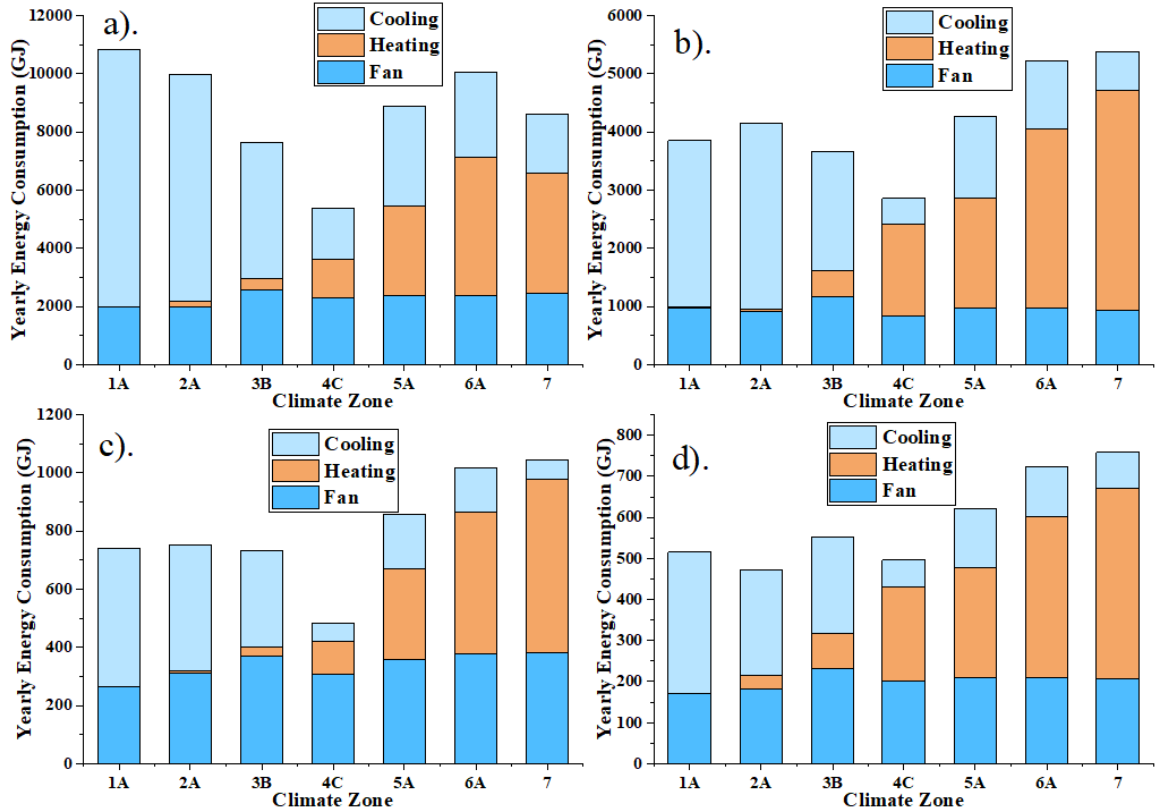 a).
Cooling
Heating
Fan
Yearly Energy Consumption (GJ)
12000
10000
8000
6000
4000
2000
0
1A 2A 3B 4C 5A 6A 7
Climate Zone
b).
Cooling
Heating
Fan
Yearly Energy Consumption (GJ)
6000
5000
4000
3000
2000
1000
0
1A 2A 3B 4C 5A 6A 7
Climate Zone
c).
Cooling
Heating
Fan
Yearly Energy Consumption (GJ)
1200
1000
800
600
400
200
0
1A 2A 3B 4C 5A 6A 7
Climate Zone
d).
Cooling
Heating
Fan
Yearly Energy Consumption (GJ)
800
700
600
500
400
300
200
100
0
1A 2A 3B 4C 5A 6A 7
Climate Zone